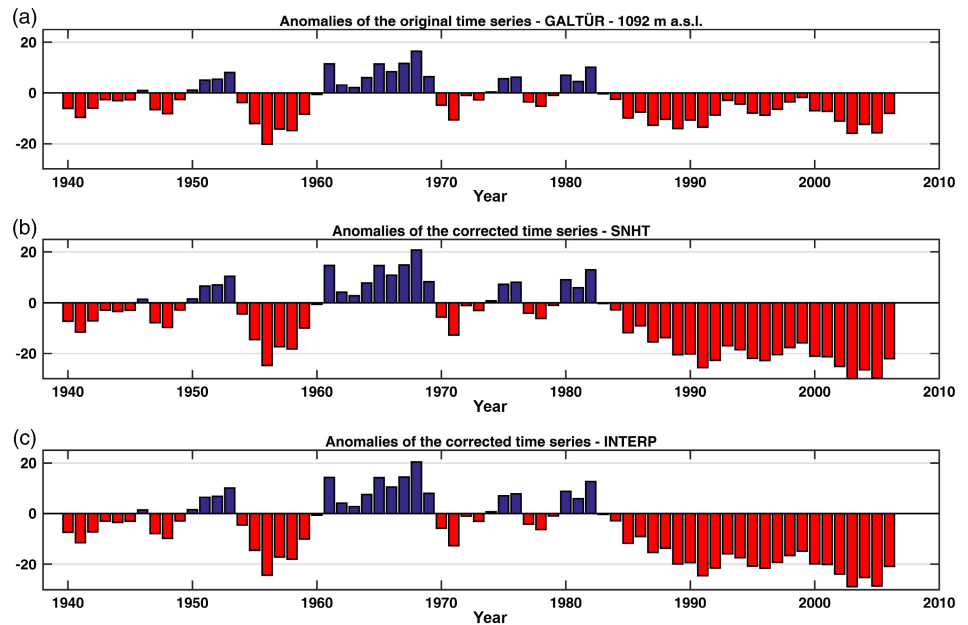 (a)
Anomalies of the original time series - GALTÜR - 1092 m a.s.l.
20
0
-20
1940 1950 1960 1970 1980 1990 2000 2010
Year
(b)
Anomalies of the corrected time series - SNHT
20
0
-20
1940 1950 1960 1970 1980 1990 2000 2010
Year
(c)
Anomalies of the corrected time series - INTERP
20
0
-20
1940 1950 1960 1970 1980 1990 2000 2010
Year